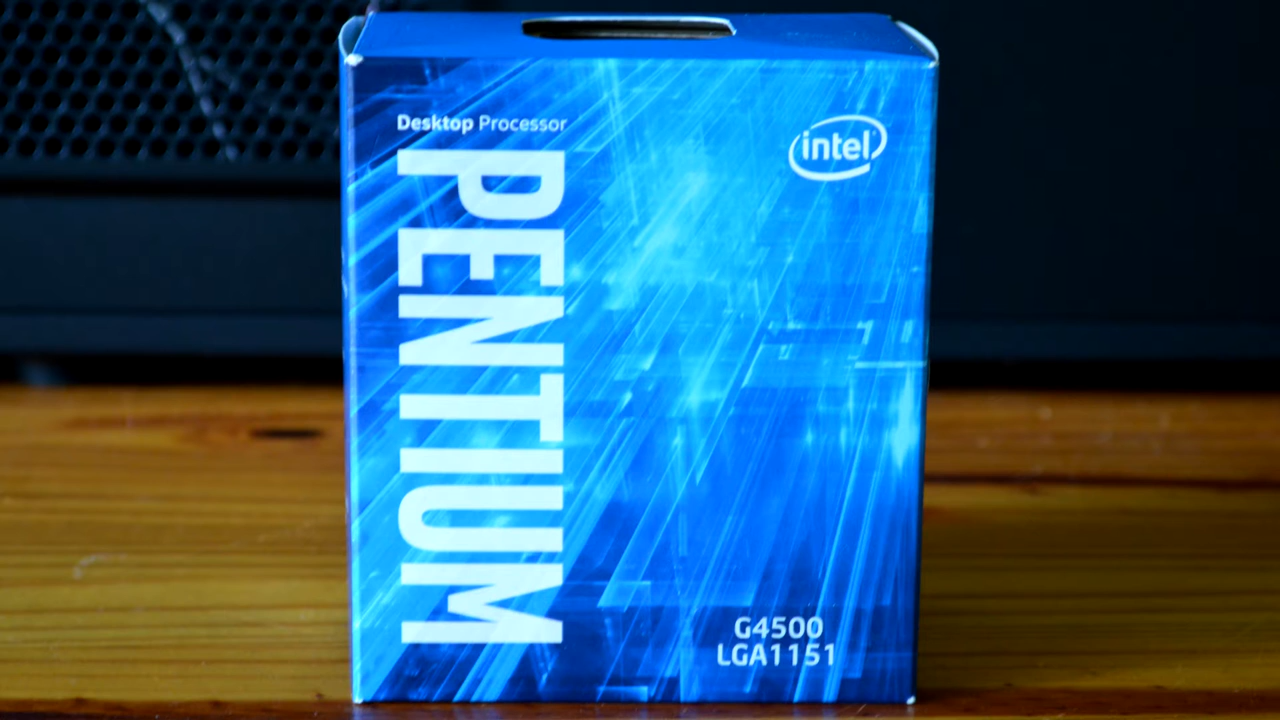 Desktop Processor
PENTIUM
intel
G4500
LGA1151